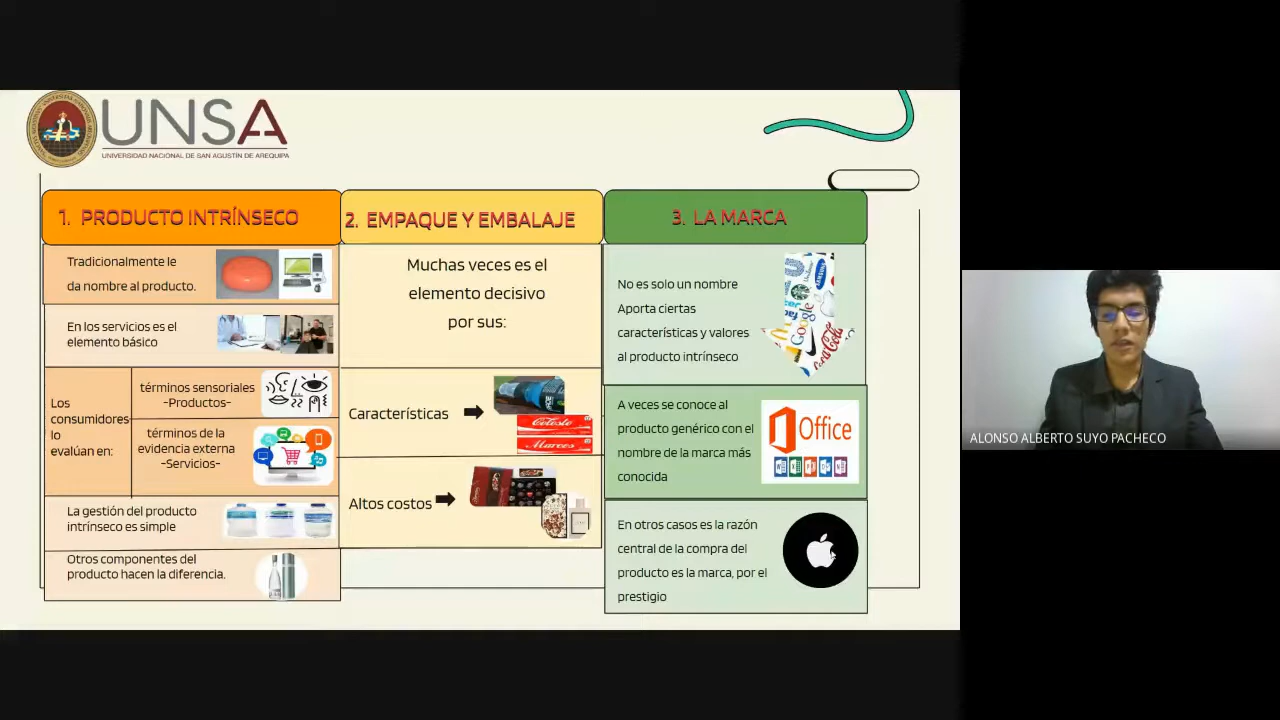 UNSA
UNIVERSIDAD NACIONAL DE SAN AGUSTÍN DE AREQUIPA
1. PRODUCTO INTRÍNSECO
Tradicionalmente le
da nombre al producto.
En los servicios es el
elemento básico
Los
consumidores
lo
evalúan en:
términos sensoriales
-Productos-
términos de la
evidencia externa
-Servicios-
La gestión del producto
intrínseco es simple
Otros componentes del
producto hacen la diferencia.
2. EMPAQUE Y EMBALAJE
Muchas veces es el
elemento decisivo
por sus:
Características
Celeste
Marcos
Altos costos
3. LA MARCA
No es solo un nombre
Aporta ciertas
características y valores
al producto intrínseco
SAMSUNG
Google
Coca-Cola
A veces se conoce al
producto genérico con el
nombre de la marca más
conocida
Office
En otros casos es la razón
central de la compra del
producto es la marca, por el
prestigio
ALONSO ALBERTO SUYO PACHECO